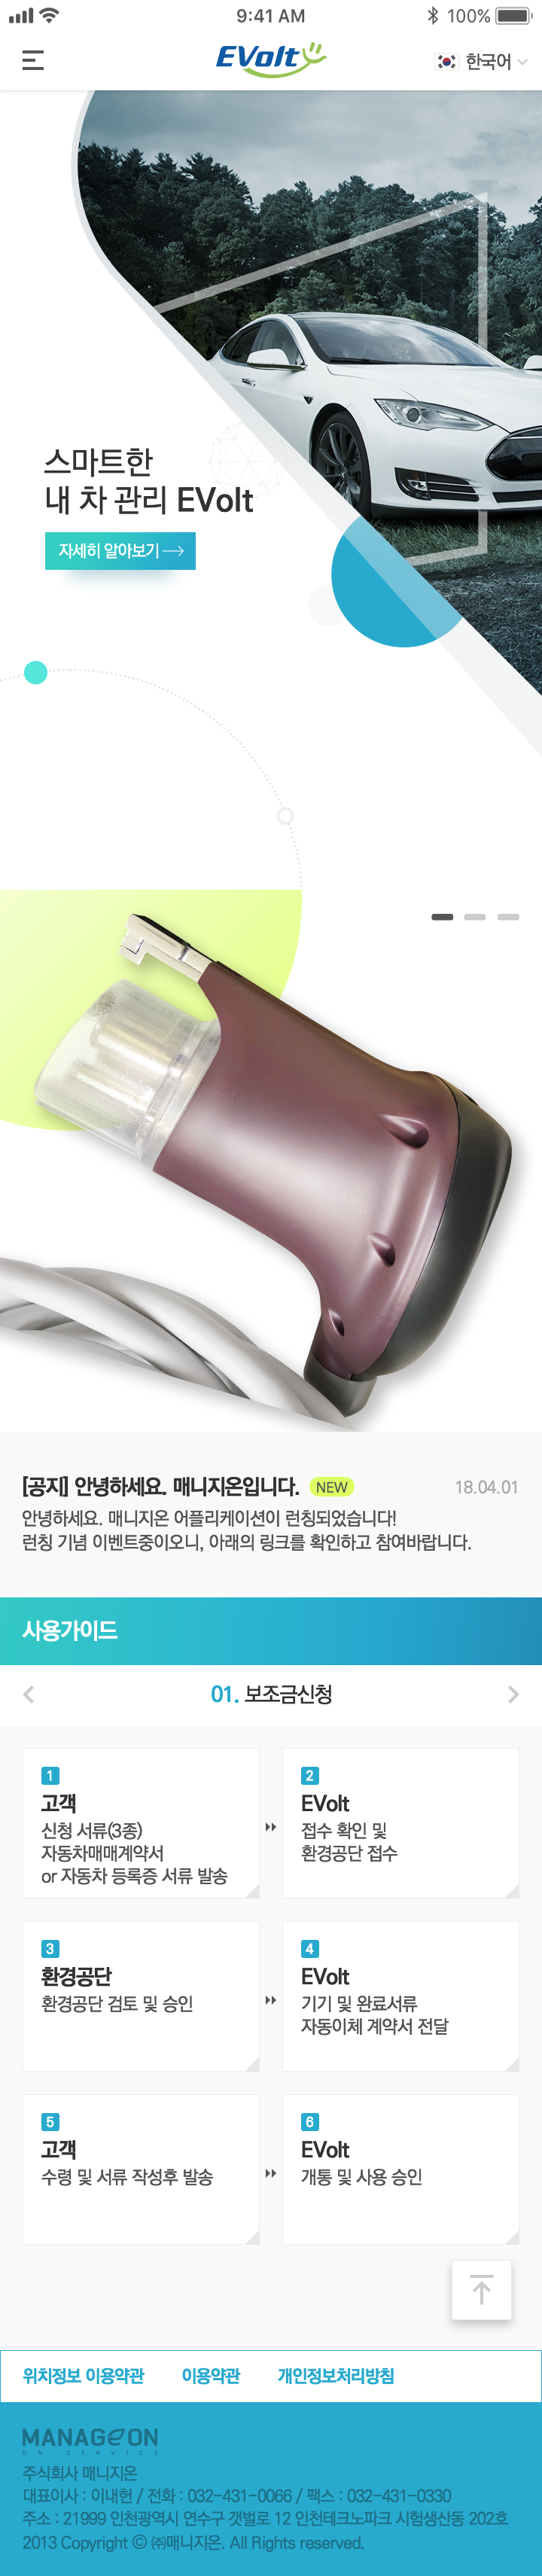 9:41 AM
100%
EVolt
한국어
스마트한
내 차 관리 EVolt
자세히 알아보기
[공지] 안녕하세요. 매니지온입니다. NEW 18.04.01
안녕하세요. 매니지온 어플리케이션이 런칭되었습니다!
런칭 기념 이벤트중이오니, 아래의 링크를 확인하고 참여바랍니다.
사용가이드
01. 보조금신청
1
고객
신청 서류(3종)
자동차매매계약서
or 자동차 등록증 서류 발송
2
EVolt
접수 확인 및
환경공단 접수
3
환경공단
환경공단 검토 및 승인
4
EVolt
기기 및 완료서류
자동이체 계약서 전달
5
고객
수령 및 서류 작성후 발송
6
EVolt
개통 및 사용 승인
위치정보 이용약관 이용약관 개인정보처리방침
MANAGEON
ON SERVICE
주식회사 매니지온
대표이사 : 이내헌 / 전화 : 032-431-0066 / 팩스 : 032-431-0330
주소 : 21999 인천광역시 연수구 갯벌로 12 인천테크노파크 시험생산동 202호
2013 Copyright ⓒ ㈜매니지온. All Rights reserved.